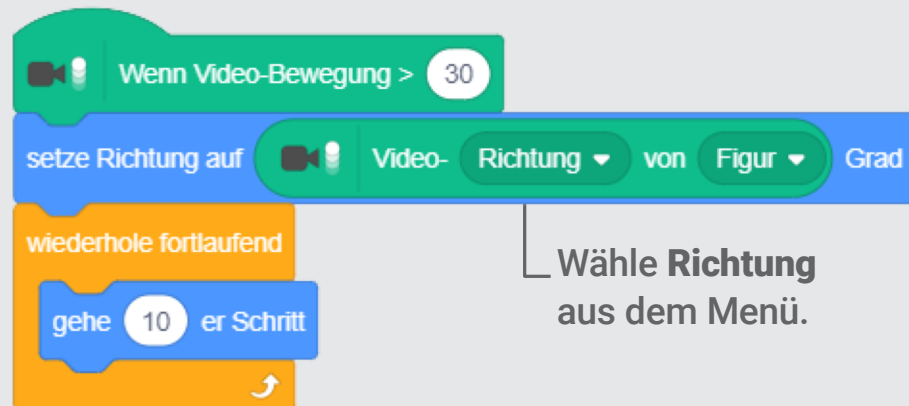 Wenn Video-Bewegung > 30
setze Richtung auf Video- Richtung von Figur Grad
wiederhole fortlaufend
Wähle Richtung
aus dem Menü.
gehe 10 er Schritt